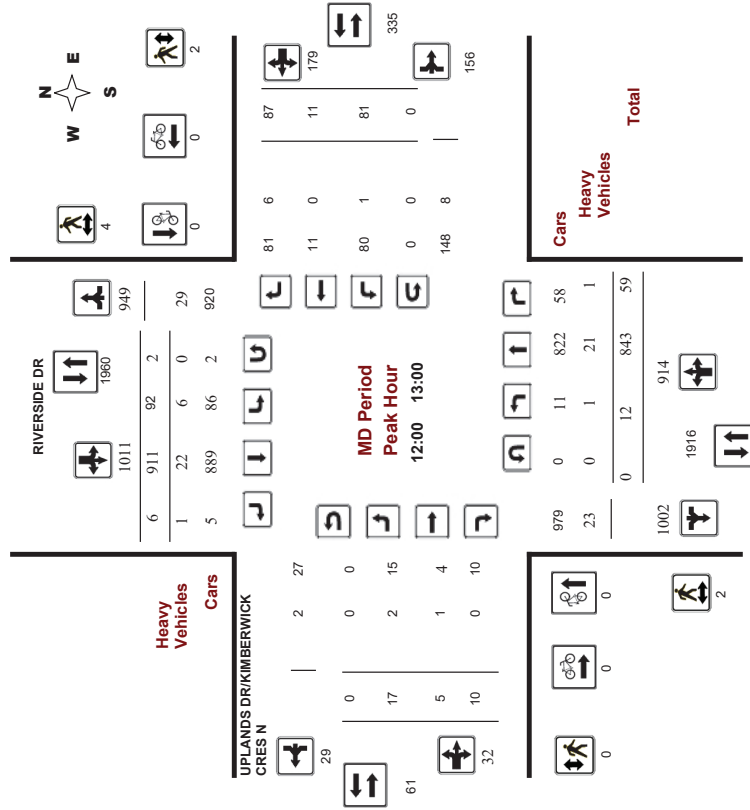 N
W E
S
RIVERSIDE DR
4
2
0
0
1960
1011
949
6 911 92 2
1 22 6 0 29
5 889 86 2 920
Heavy
Vehicles
Cars
335
179
156
81 6 87
11 0 11
80 1 81
0 0 0
148 8
MD Period
Peak Hour
12:00 13:00
UPLANDS DR/KIMBERWICK
CRES N
29
2 27
0 0 0
17 2 15
5 1 4
10 0 10
61
32
Cars
Heavy
Vehicles
Total
979 0 11 822 58
23 0 1 21 1
0 12 843 59
1002
914
1916
0
0
0
2